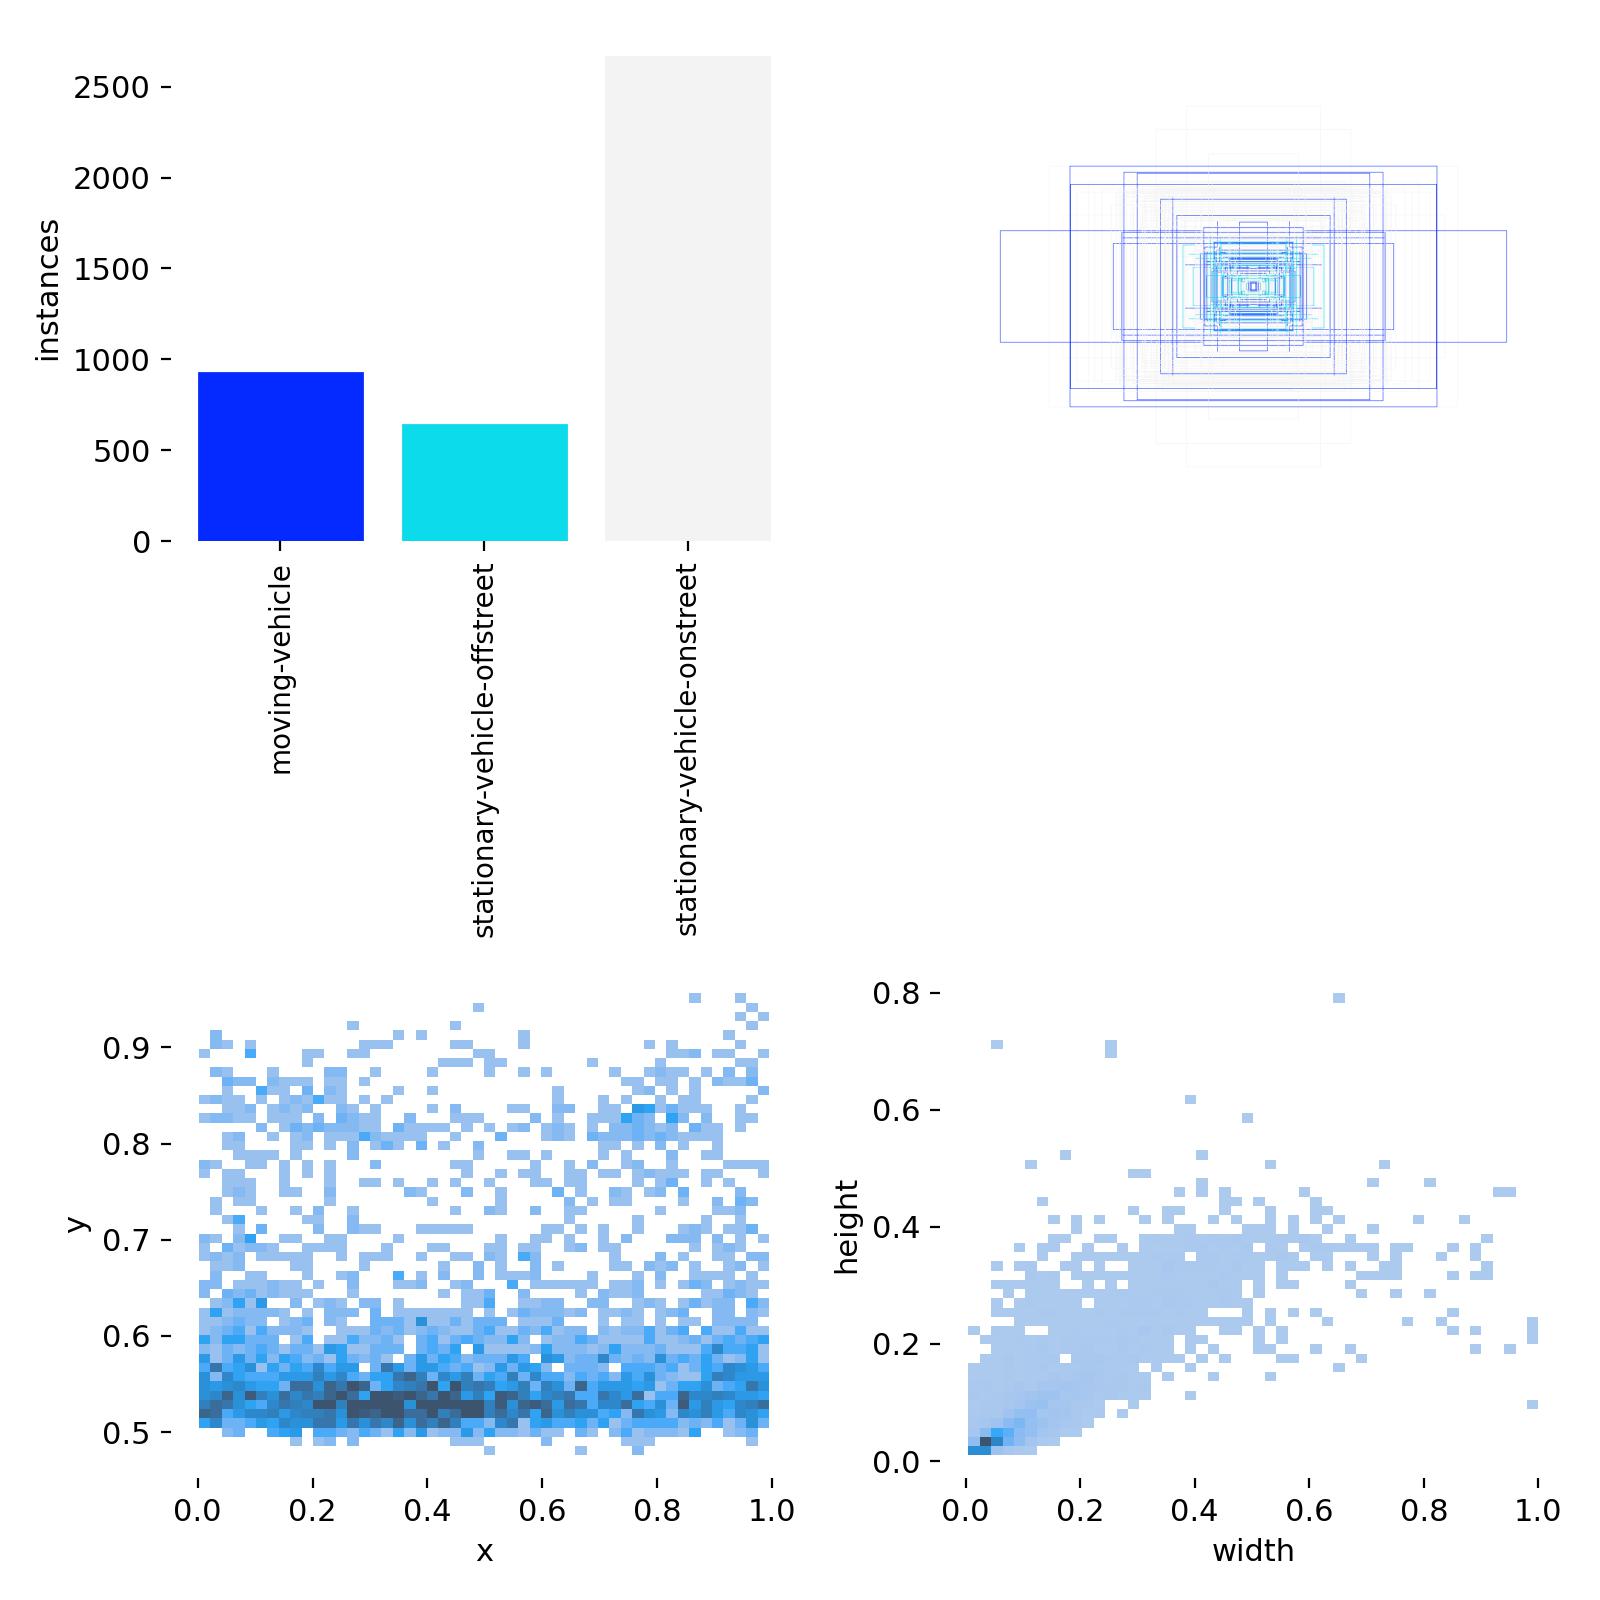 2500
2000
1500
1000
500
0
instances
moving-vehicle
stationary-vehicle-offstreet
stationary-vehicle-onstreet
0.9
0.8
0.7
0.6
0.5
y
0.0 0.2 0.4 0.6 0.8 1.0
x
0.8
0.6
0.4
0.2
0.0
height
0.0 0.2 0.4 0.6 0.8 1.0
width